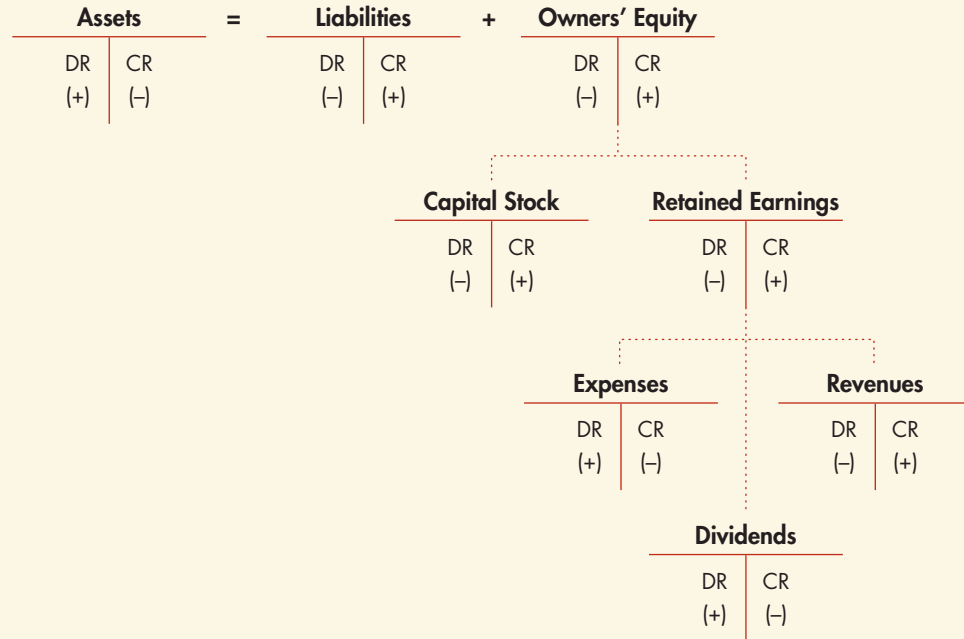 Assets = Liabilities + Owners' Equity
DR CR DR CR DR CR
(+) (–) (–) (+) (–) (+)
Capital Stock Retained Earnings
DR CR DR CR
(–) (+) (–) (+)
Expenses Revenues
DR CR DR CR
(+) (–) (–) (+)
Dividends
DR CR
(+) (–)